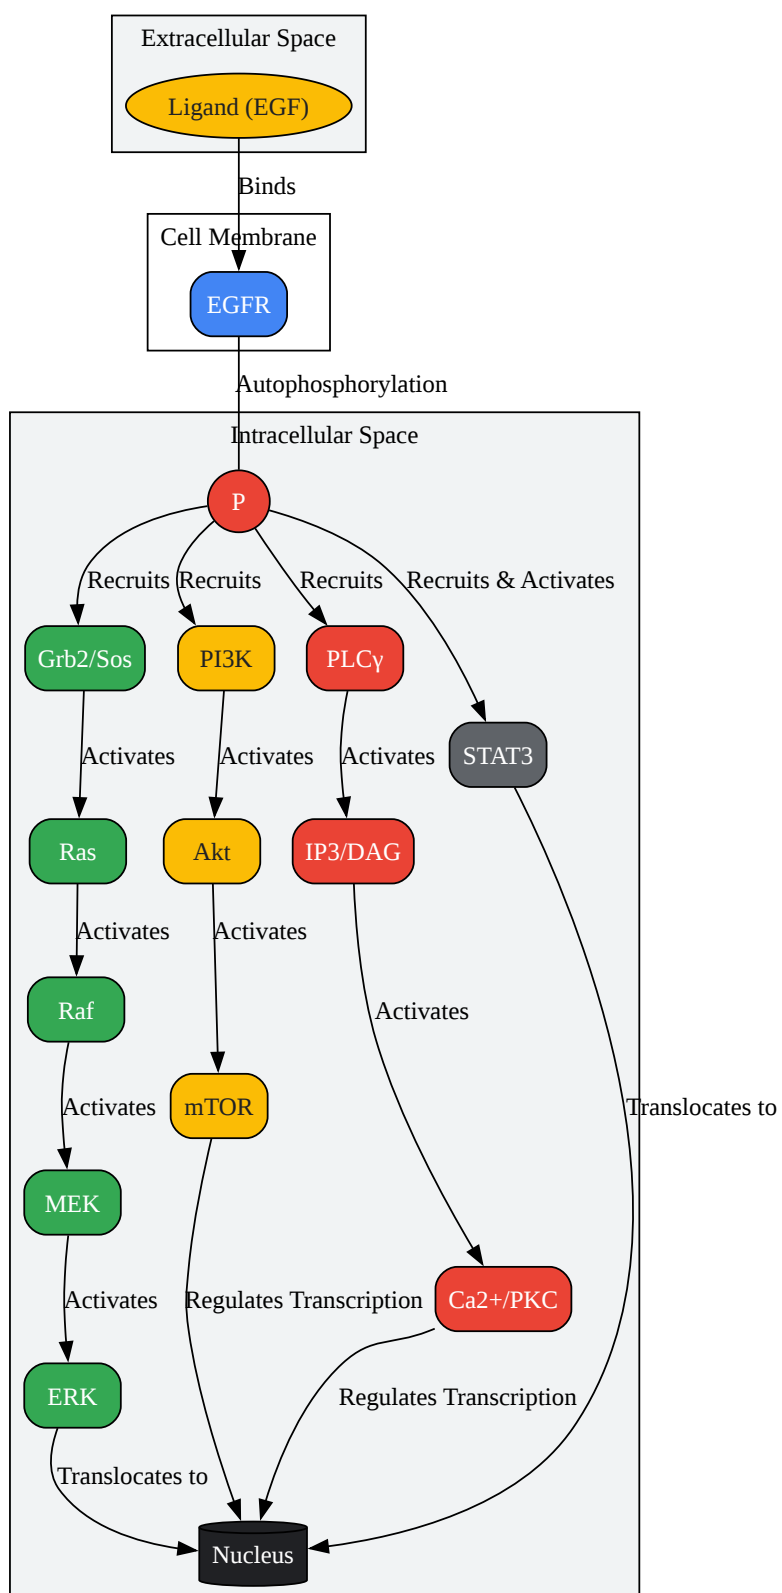 Extracellular Space
Ligand (EGF)
Binds
Cell Membrane
EGFR
Autophosphorylation
Intracellular Space
P
Recruits
Recruits
Recruits
Recruits & Activates
Grb2/Sos
PI3K
PLCγ
STAT3
Activates
Activates
Activates
Ras
Akt
IP3/DAG
Activates
Activates
Raf
Activates
mTOR
Activates
Translocates to
MEK
Activates
Regulates Transcription
Ca2+/PKC
ERK
Regulates Transcription
Translocates to
Nucleus